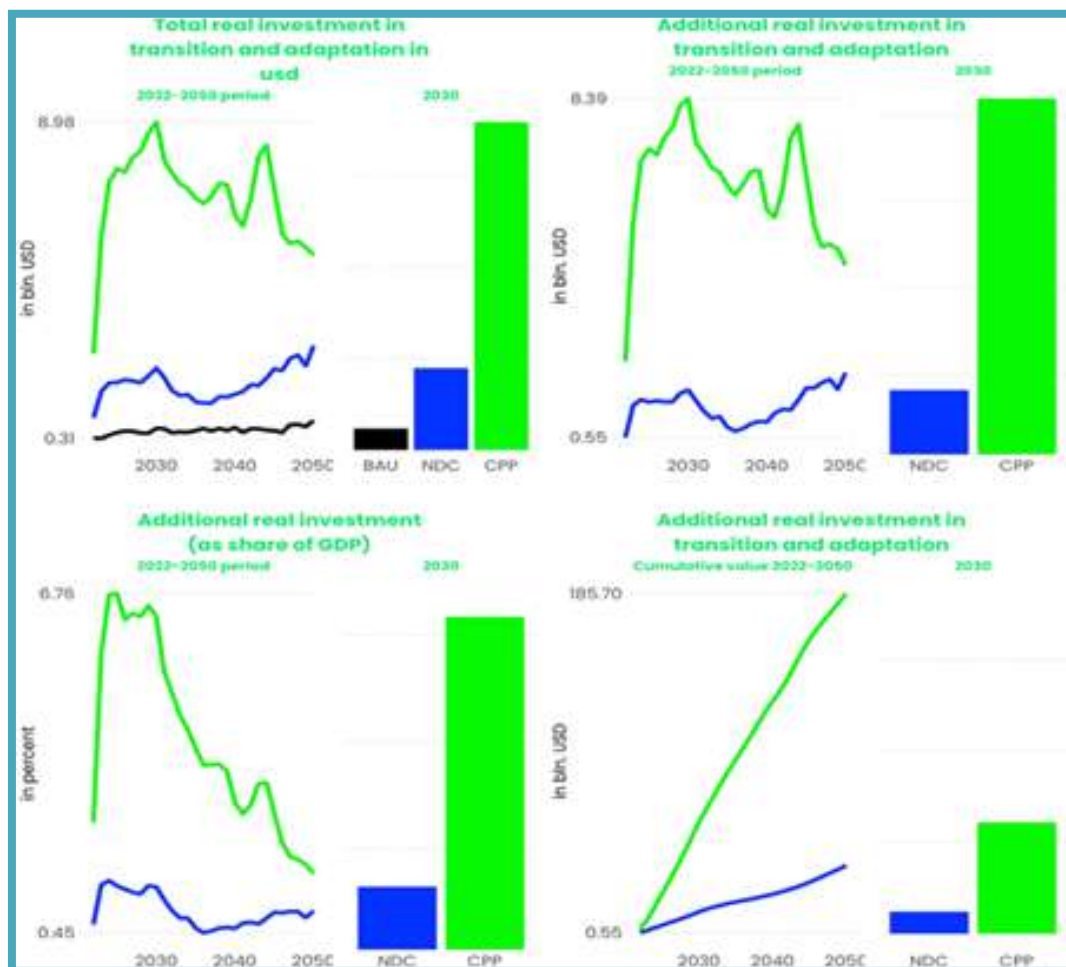 Total real investment in
transition and adaptation in
usd
2022-2050 period
2030
8.98
in bln. USD
0.31
2030
2040
2050
BAU
NDC
CPP
Additional real investment in
transition and adaptation
2022-2050 period
2030
8.39
in bln. USD
0.55
2030
2040
2050
NDC
CPP
Additional real investment
(as share of GDP)
2022-2050 period
2030
6.76
in percent
0.45
2030
2040
2050
NDC
CPP
Additional real investment in
transition and adaptation
Cumulative value 2022-2050
2030
185.70
in bln. USD
0.55
2030
2040
2050
NDC
CPP